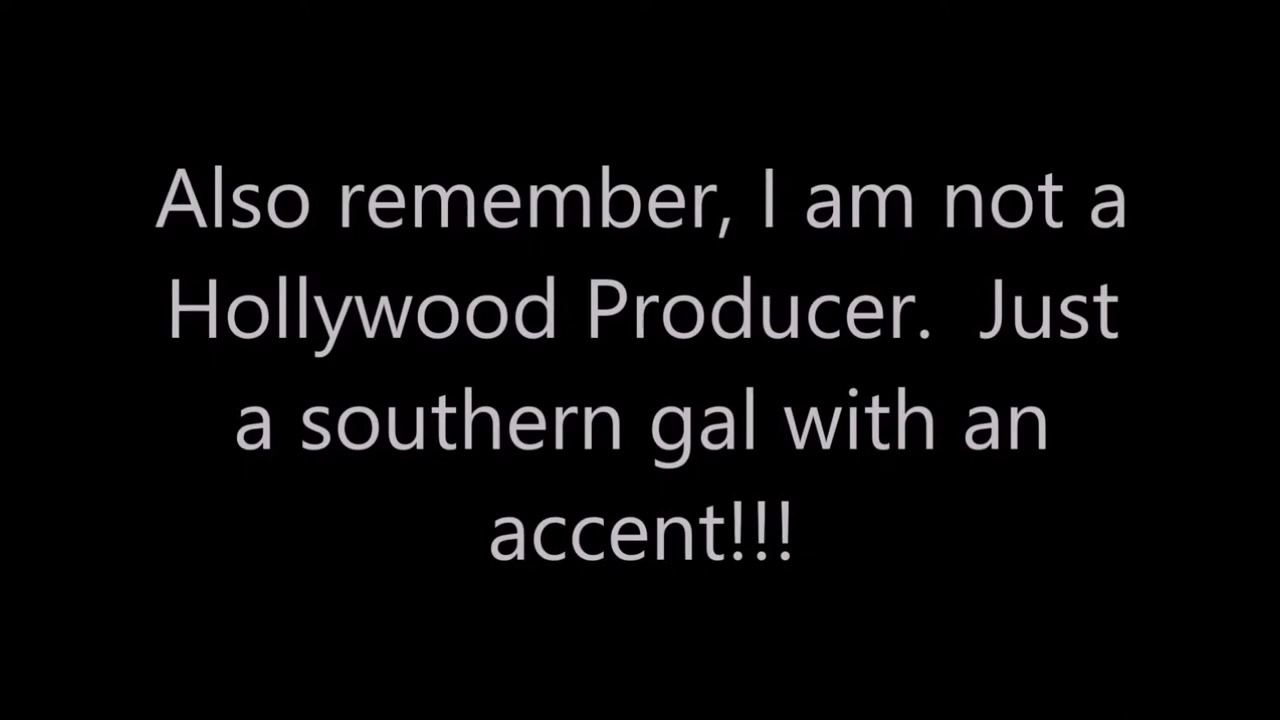 Also remember, I am not a
Hollywood Producer.  Just
a southern gal with an
accent!!!